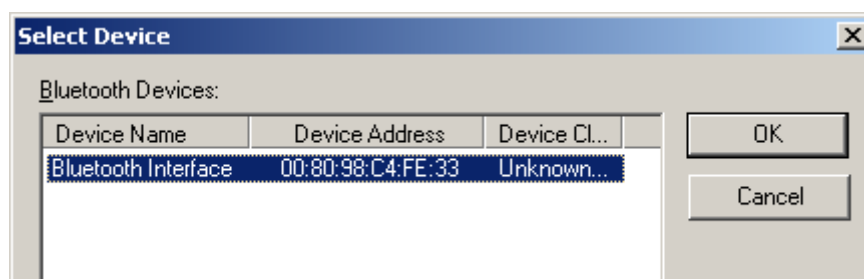 Select Device
Bluetooth Devices:
Device Name Device Address Device Cl... OK
Bluetooth Interface 00:80:98:C4:FE:33 Unknown...
Cancel